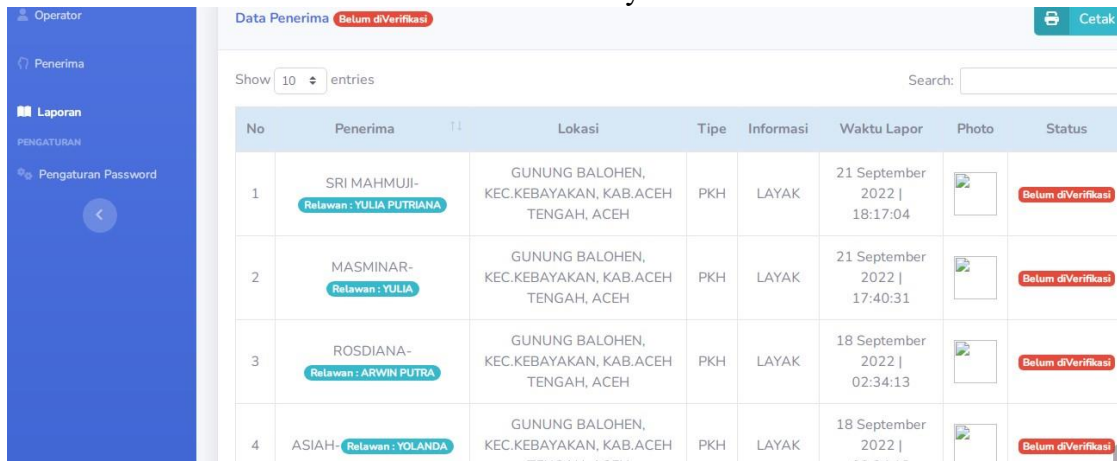 Operator
Penerima
Laporan
PENGATURAN
Pengaturan Password
Data Penerima Belum diVerifikasi
Cetak
Show 10 entries
Search:
No Penerima Lokasi Tipe Informasi Waktu Lapor Photo Status
1
SRI MAHMUJI-
Relawan : YULIA PUTRIANA
GUNUNG BALOHEN,
KEC.KEBAYAKAN, KAB.ACEH
TENGAH, ACEH
PKH
LAYAK
21 September
2022 |
18:17:04
Belum diVerifikasi
2
MASMINAR-
Relawan : YULIA
GUNUNG BALOHEN,
KEC.KEBAYAKAN, KAB.ACEH
TENGAH, ACEH
PKH
LAYAK
21 September
2022 |
17:40:31
Belum diVerifikasi
3
ROSDIANA-
Relawan : ARWIN PUTRA
GUNUNG BALOHEN,
KEC.KEBAYAKAN, KAB.ACEH
TENGAH, ACEH
PKH
LAYAK
18 September
2022 |
02:34:13
Belum diVerifikasi
4
ASIAH- Relawan : YOLANDA
GUNUNG BALOHEN,
KEC.KEBAYAKAN, KAB.ACEH
PKH
LAYAK
18 September
2022 |
Belum diVerifikasi